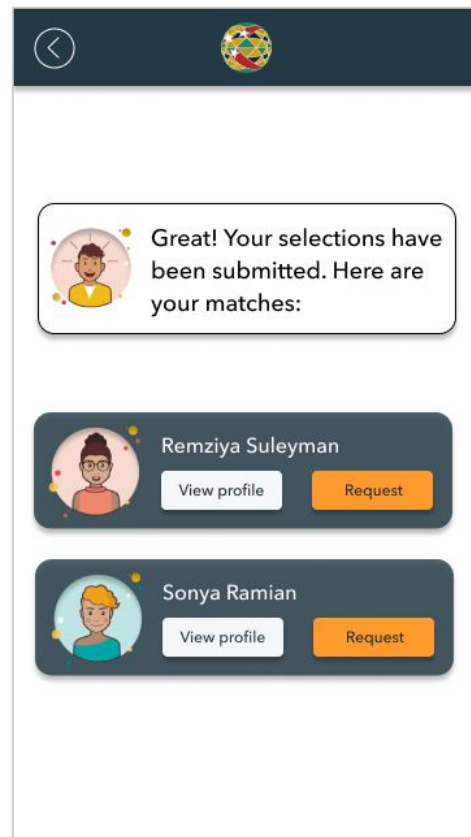 Great! Your selections have
been submitted. Here are
your matches:
Remziya Suleyman
View profile
Request
Sonya Ramian
View profile
Request